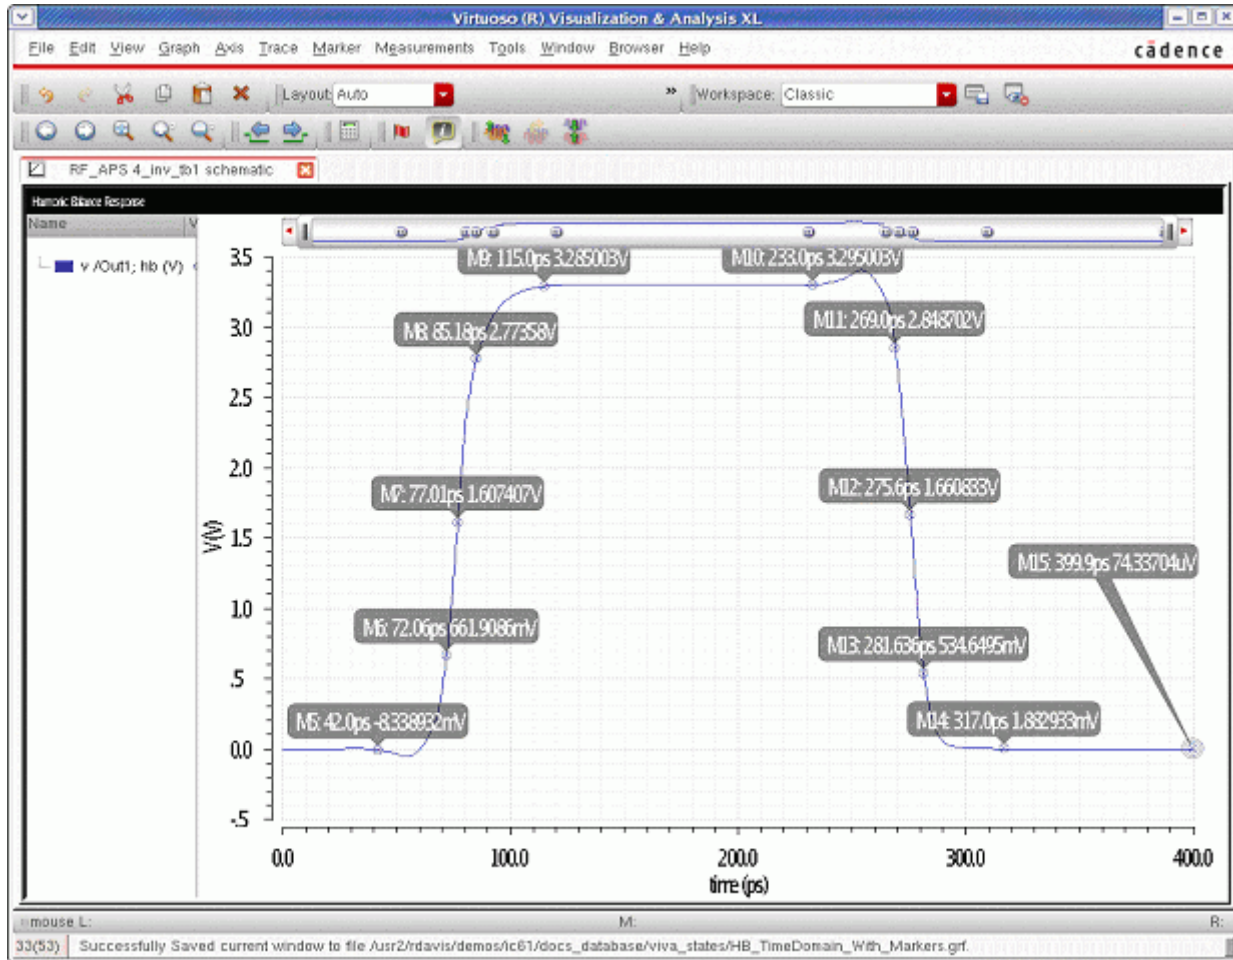 Virtuoso (R) Visualization & Analysis XL
File Edit View Graph Axis Trace Marker Measurements Tools Window Browser Help
cādence
Layout: Auto
» Workspace: Classic
RF_APS 4_inv_tb1 schematic
Harmonic Balance Response
Name V
v /Out1; hb (V)
M9: 115.0ps 3.285003V
M10: 233.0ps 3.295003V
M8: 85.18ps 2.77358V
M11: 269.0ps 2.848702V
M7: 77.01ps 1.607407V
M12: 275.6ps 1.660833V
M15: 399.9ps 74.33704uV
M6: 72.06ps 661.9086mV
M13: 281.636ps 534.6495mV
M5: 42.0ps -8.338932mV
M14: 317.0ps 1.882933mV
3.5
3.0
2.5
2.0
1.5
1.0
.5
0.0
-.5
V(V)
0.0 100.0 200.0 300.0 400.0
time (ps)
mouse L: M: R:
33(53) Successfully Saved current window to file /usr2/rdavis/demos/ic61/docs_database/viva_states/HB_TimeDomain_With_Markers.grf.